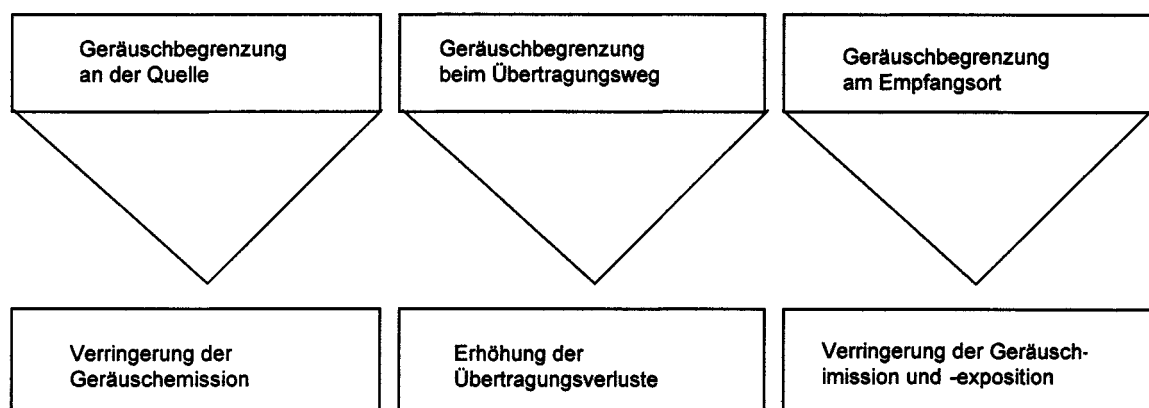 Geräuschbegrenzung
an der Quelle
Geräuschbegrenzung
beim Übertragungsweg
Geräuschbegrenzung
am Empfangsort
Verringerung der
Geräuschemission
Erhöhung der
Übertragungsverluste
Verringerung der Geräusch-
imission und -exposition